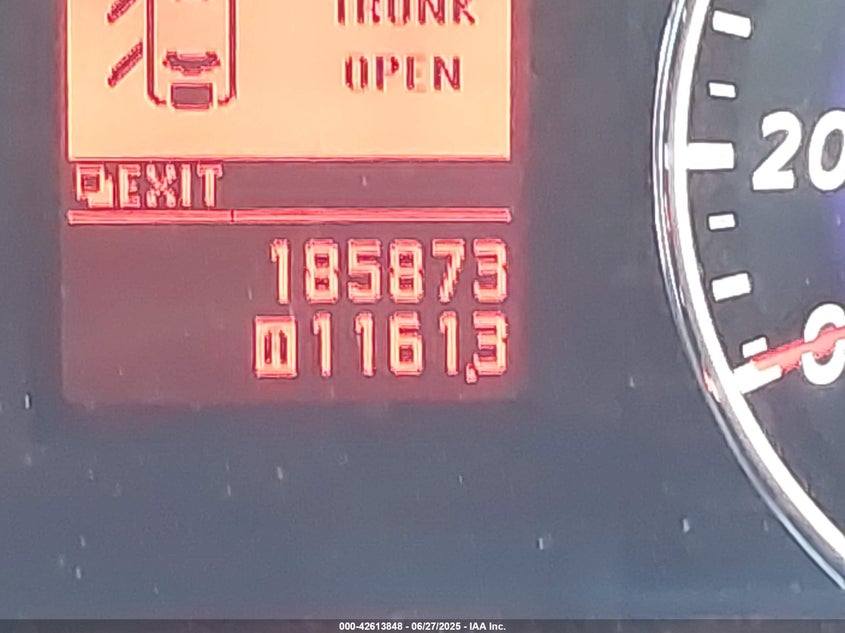 TRUNK
OPEN
EXIT
185873
1161.3
20
0
000-42613848 - 06/27/2025 - IAA Inc.